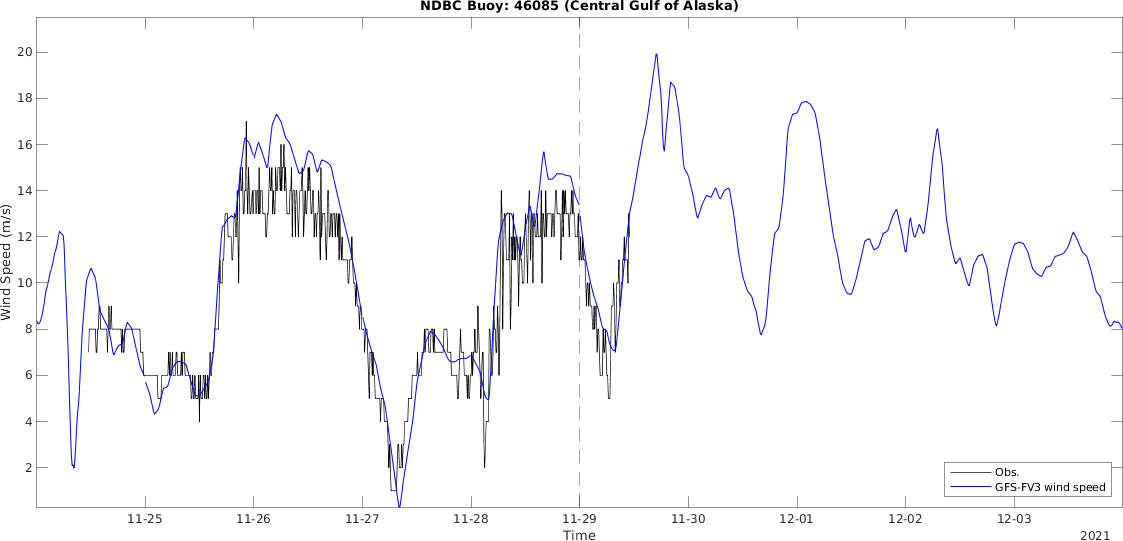 NDBC Buoy: 46085 (Central Gulf of Alaska)
20
18
16
14
12
10
8
6
4
2
Wind Speed (m/s)
Obs.
GFS-FV3 wind speed
11-25 11-26 11-27 11-28 11-29 11-30 12-01 12-02 12-03
Time
2021